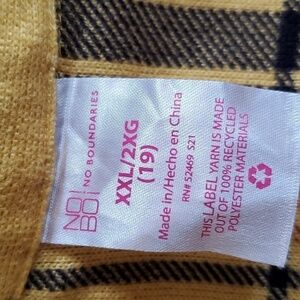 NO!
BO!
NO BOUNDARIES
XXL/2XG
(19)
Made in/Hecho en China
RN# 52469 S21
THIS LABEL YARN IS MADE
OUT OF 100% RECYCLED
POLYESTER MATERIALS